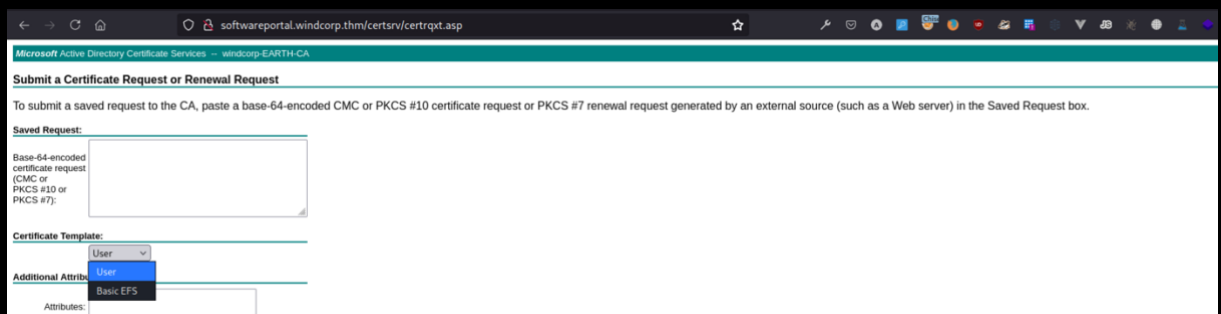 softwareportal.windcorp.thm/certsrv/certrqxt.asp
Microsoft Active Directory Certificate Services -- windcorp-EARTH-CA
Submit a Certificate Request or Renewal Request
To submit a saved request to the CA, paste a base-64-encoded CMC or PKCS #10 certificate request or PKCS #7 renewal request generated by an external source (such as a Web server) in the Saved Request box.
Saved Request:
Base-64-encoded
certificate request
(CMC or
PKCS #10 or
PKCS #7):
Certificate Template:
User
User
Additional Attribu
Basic EFS
Attributes: